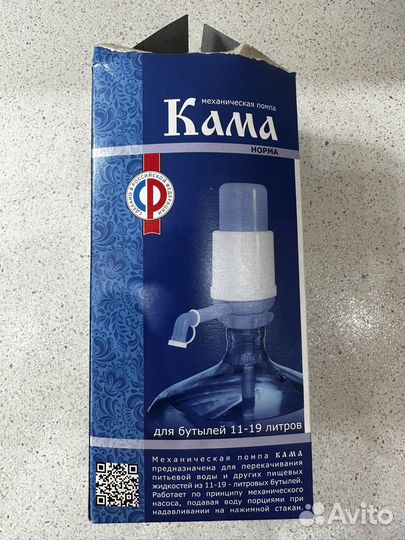 механическая помпа
Кама
НОРМА
СДЕЛАНО В РОССИЙСКОЙ ФЕДЕРАЦИИ
СР
для бутылей 11-19 литров
Механическая помпа КАМА
предназначена для перекачивания
питьевой воды и других пищевых
жидкостей из 11-19 - литровых бутылей.
Работает по принципу механического
насоса, подавая воду порциями при
надавливании на нажимной стакан.
Avito